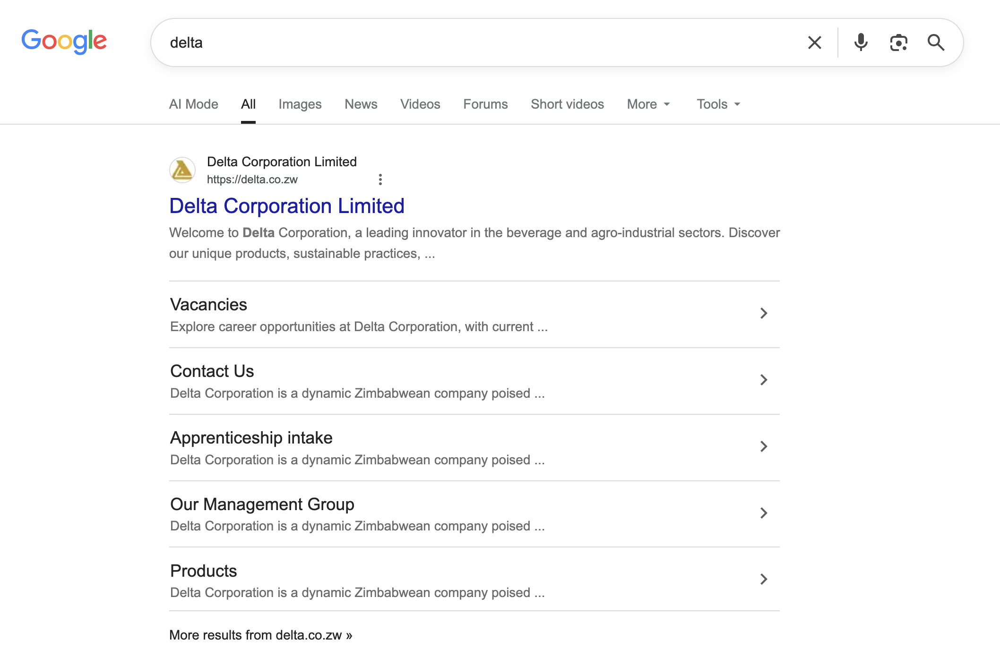 Google
delta
AI Mode All Images News Videos Forums Short videos More Tools
Delta Corporation Limited
https://delta.co.zw
Delta Corporation Limited
Welcome to Delta Corporation, a leading innovator in the beverage and agro-industrial sectors. Discover
our unique products, sustainable practices, ...
Vacancies
Explore career opportunities at Delta Corporation, with current ...
Contact Us
Delta Corporation is a dynamic Zimbabwean company poised ...
Apprenticeship intake
Delta Corporation is a dynamic Zimbabwean company poised ...
Our Management Group
Delta Corporation is a dynamic Zimbabwean company poised ...
Products
Delta Corporation is a dynamic Zimbabwean company poised ...
More results from delta.co.zw »